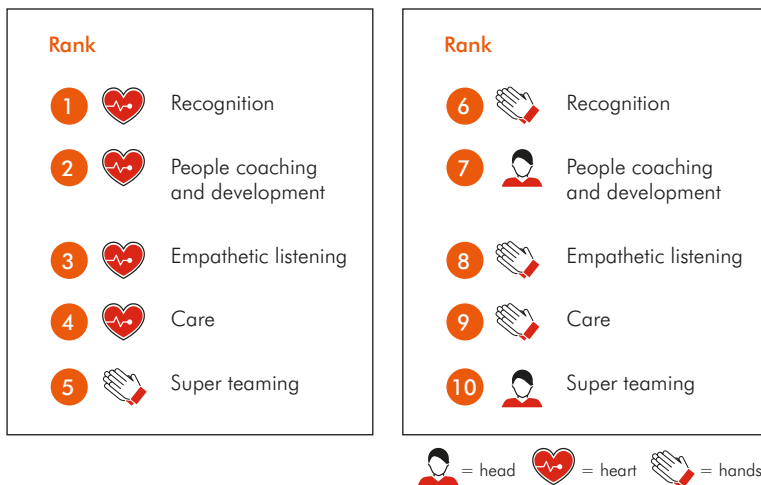 Rank
1 Recognition
2 People coaching
and development
3 Empathetic listening
4 Care
5 Super teaming
Rank
6 Recognition
7 People coaching
and development
8 Empathetic listening
9 Care
10 Super teaming
= head = heart = hands